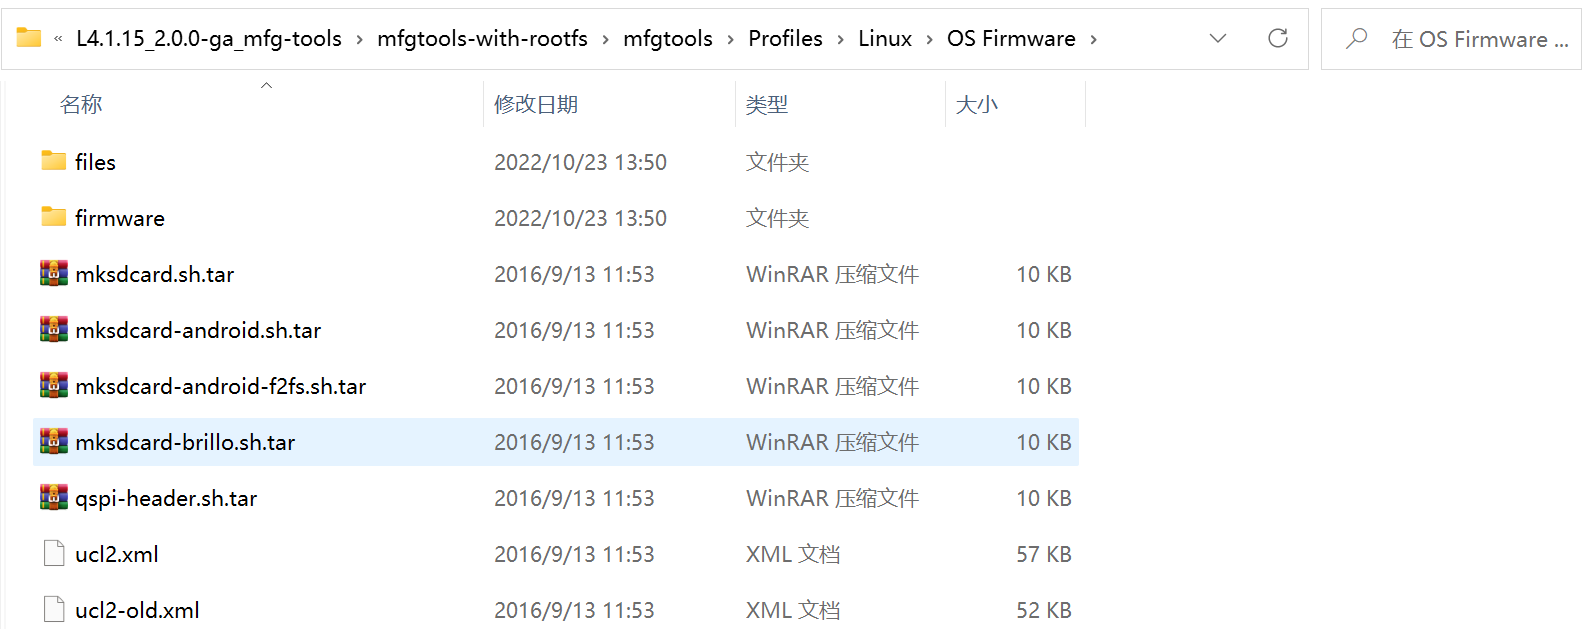 « L4.1.15_2.0.0-ga_mfg-tools › mfgtools-with-rootfs › mfgtools › Profiles › Linux › OS Firmware ›
在 OS Firmware ...
名称 修改日期 类型 大小
files 2022/10/23 13:50 文件夹
firmware 2022/10/23 13:50 文件夹
mksdcard.sh.tar 2016/9/13 11:53 WinRAR 压缩文件 10 KB
mksdcard-android.sh.tar 2016/9/13 11:53 WinRAR 压缩文件 10 KB
mksdcard-android-f2fs.sh.tar 2016/9/13 11:53 WinRAR 压缩文件 10 KB
mksdcard-brillo.sh.tar 2016/9/13 11:53 WinRAR 压缩文件 10 KB
qspi-header.sh.tar 2016/9/13 11:53 WinRAR 压缩文件 10 KB
ucl2.xml 2016/9/13 11:53 XML 文档 57 KB
ucl2-old.xml 2016/9/13 11:53 XML 文档 52 KB